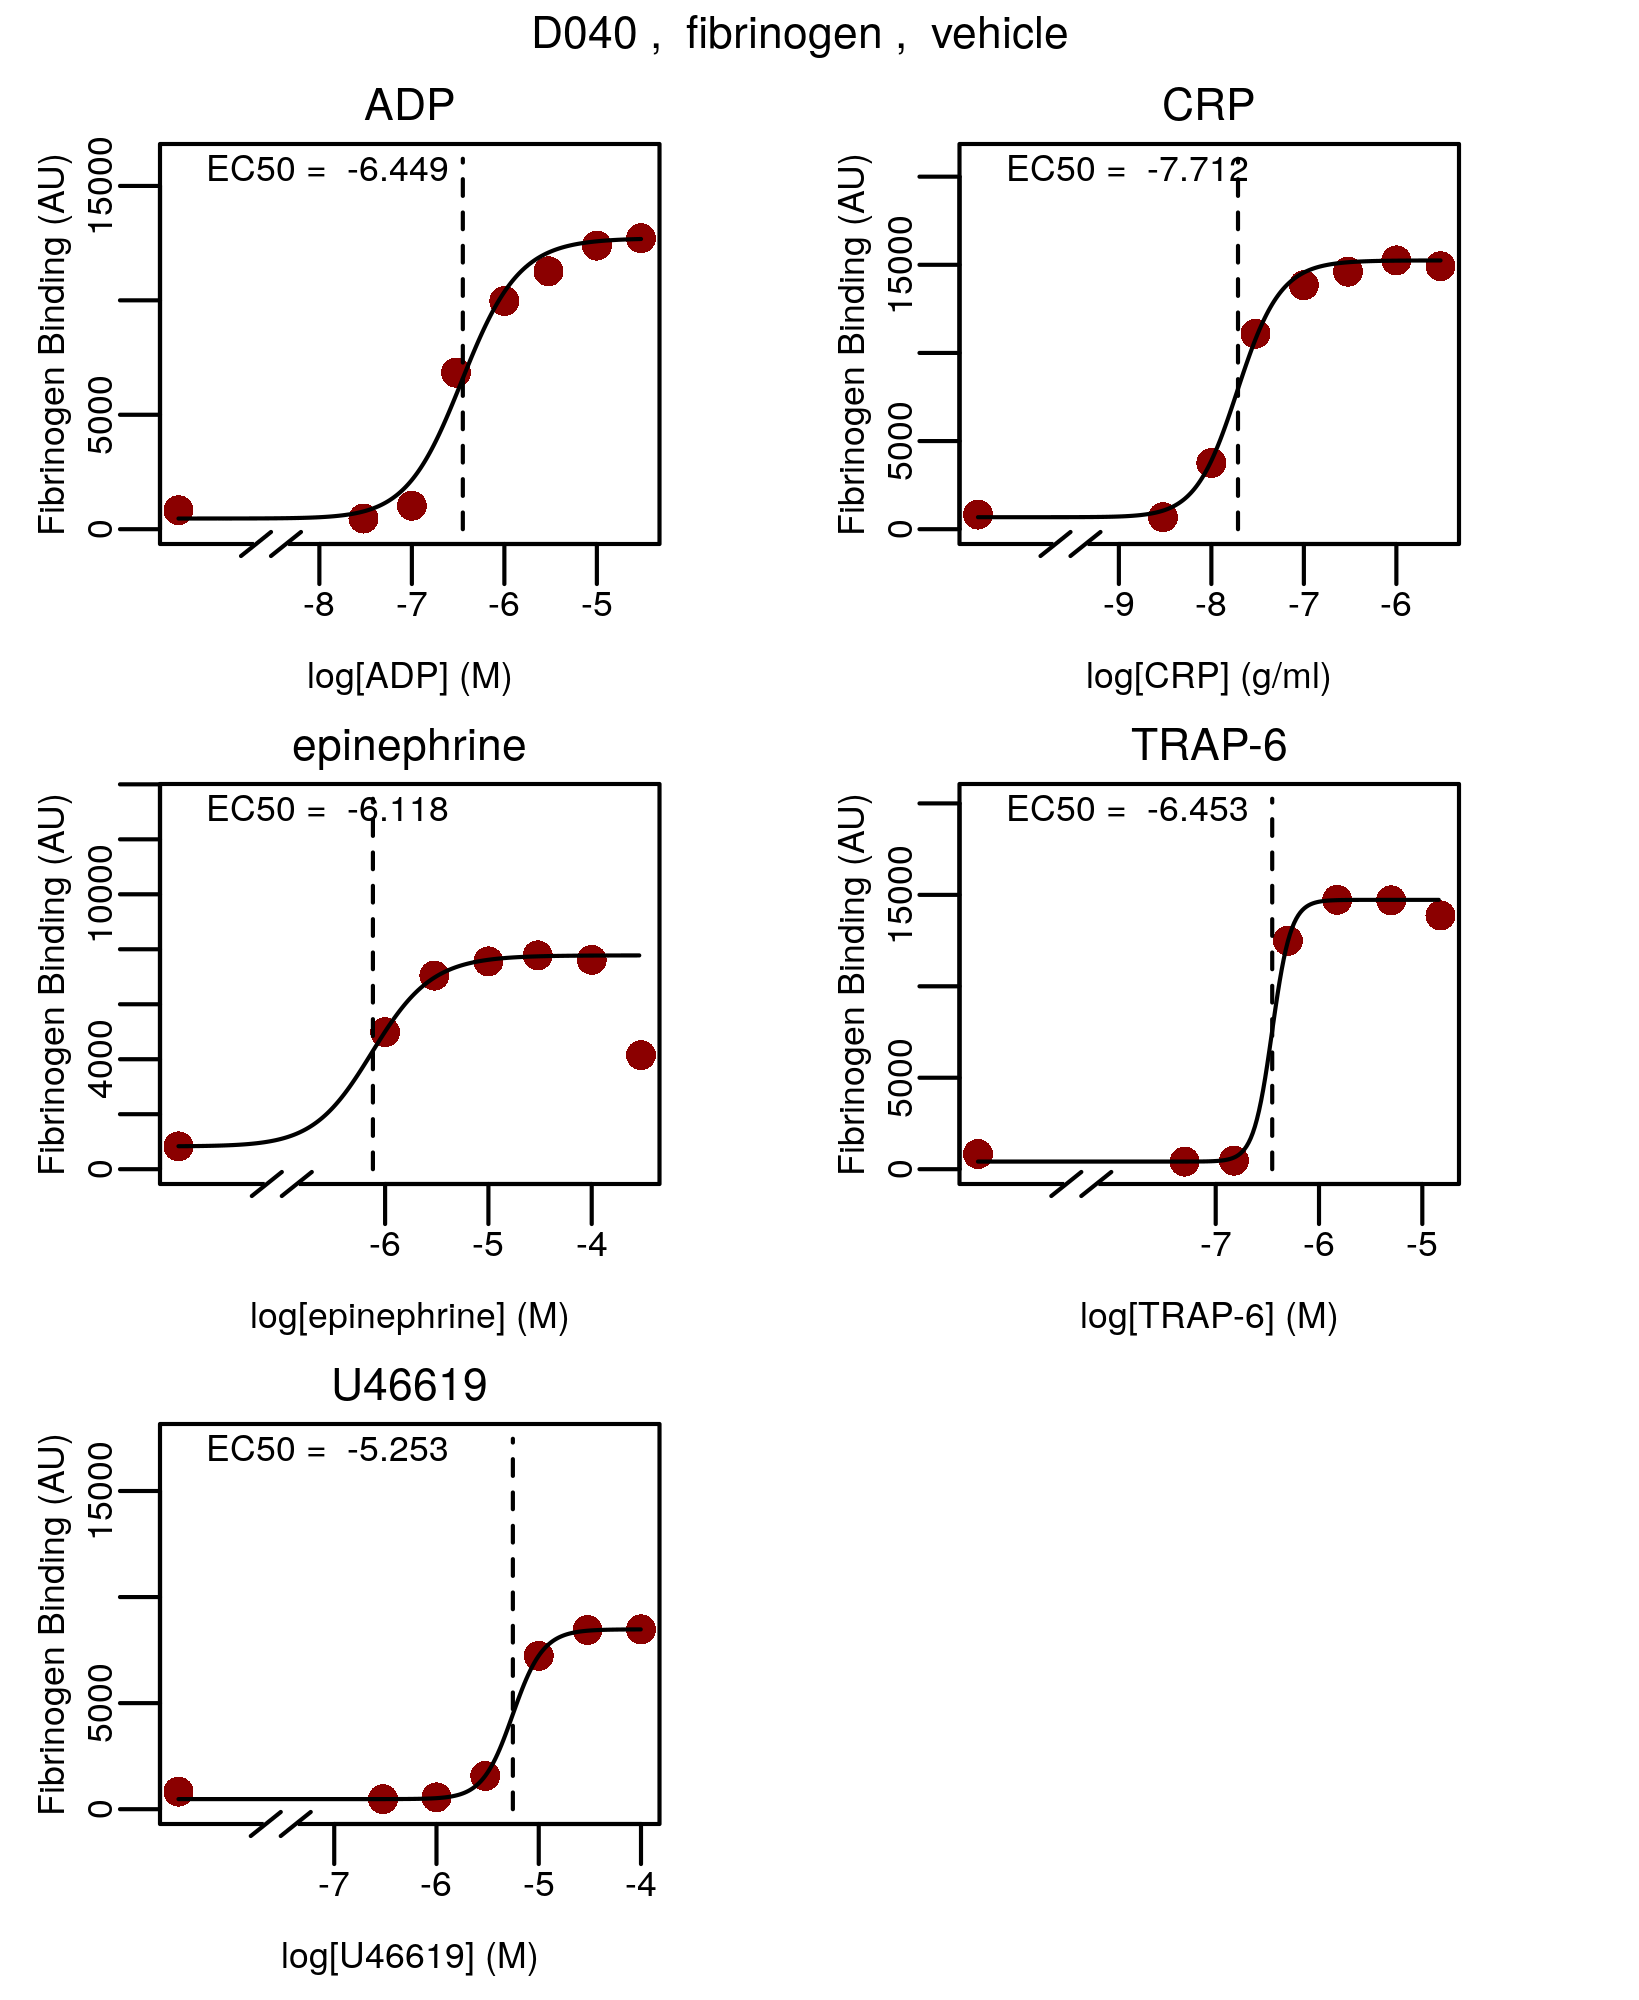 D040 , fibrinogen , vehicle
ADP
EC50 = -6.449
Fibrinogen Binding (AU)
0 5000 15000
-8 -7 -6 -5
log[ADP] (M)
CRP
EC50 = -7.712
Fibrinogen Binding (AU)
0 5000 15000
-9 -8 -7 -6
log[CRP] (g/ml)
epinephrine
EC50 = -6.118
Fibrinogen Binding (AU)
0 4000 10000
-6 -5 -4
log[epinephrine] (M)
TRAP-6
EC50 = -6.453
Fibrinogen Binding (AU)
0 5000 15000
-7 -6 -5
log[TRAP-6] (M)
U46619
EC50 = -5.253
Fibrinogen Binding (AU)
0 5000 15000
-7 -6 -5 -4
log[U46619] (M)